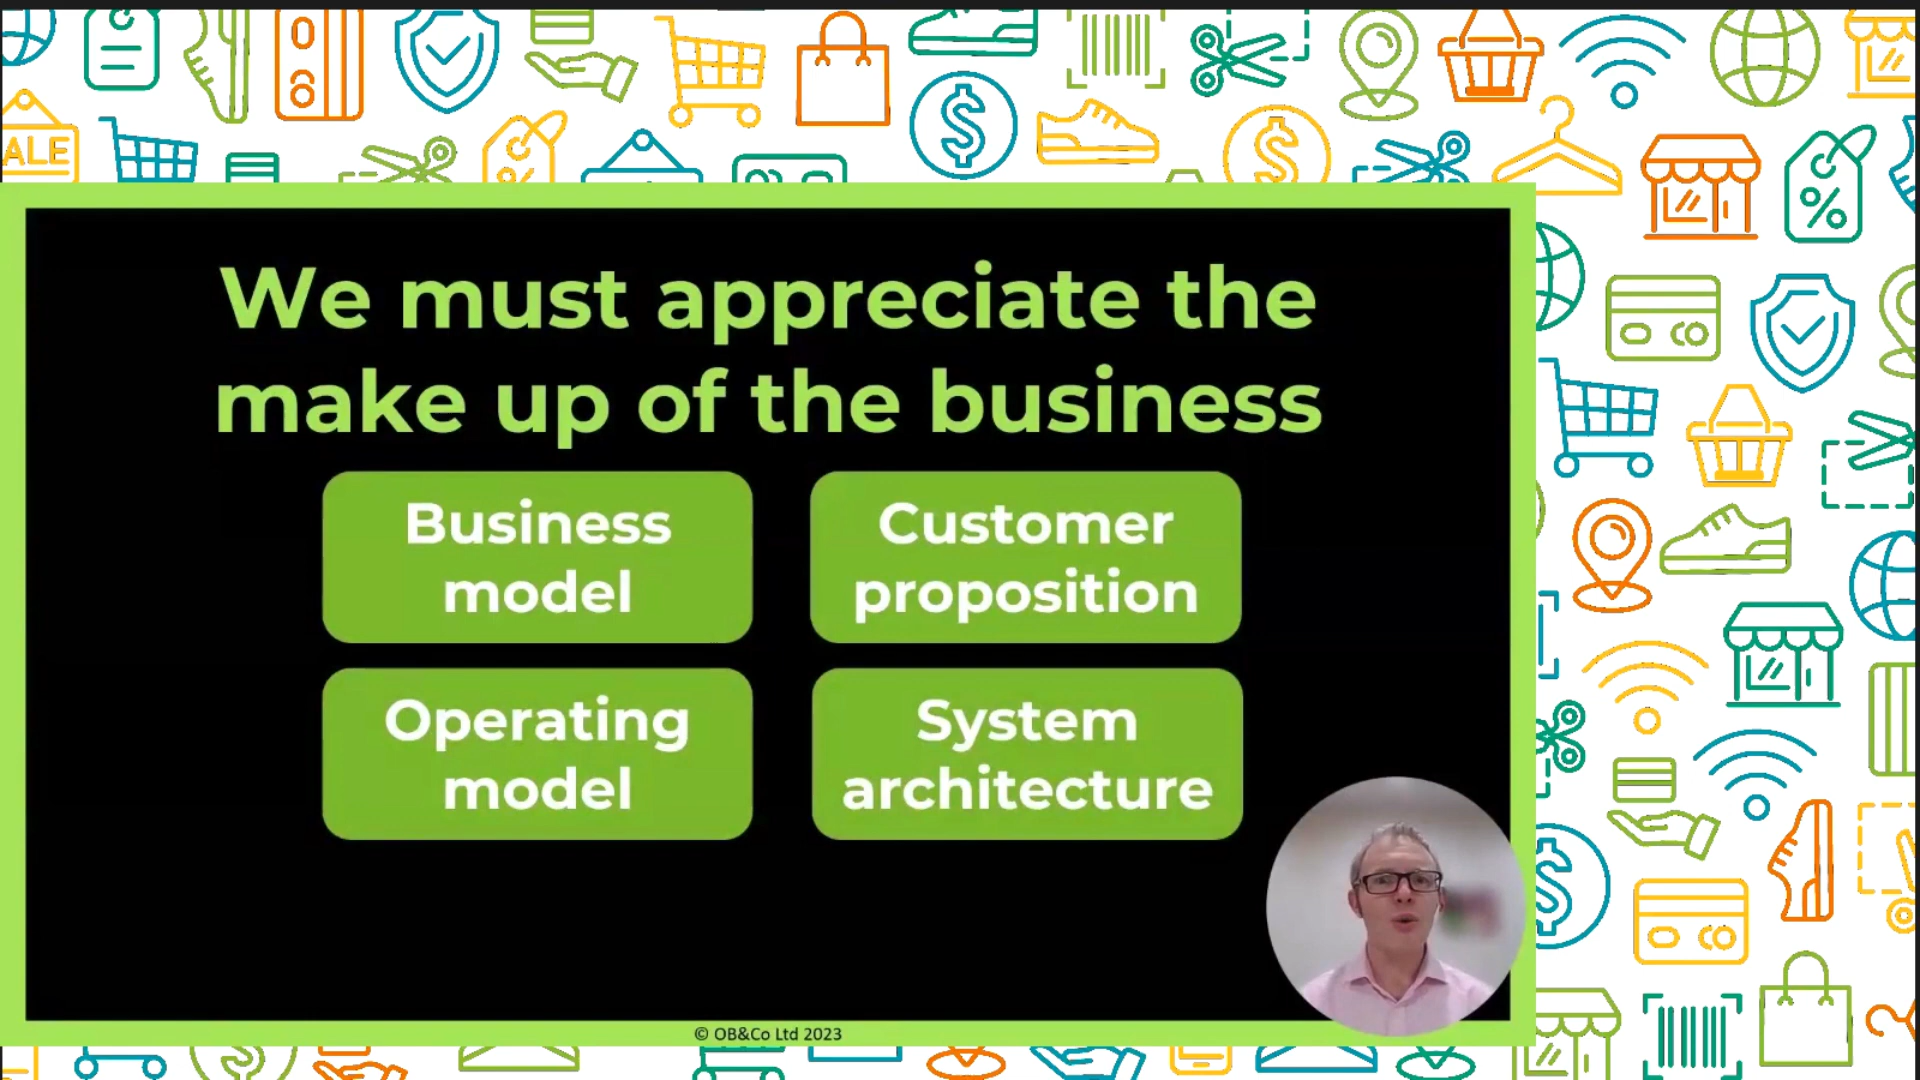 ALE
We must appreciate the
make up of the business
Business
model
Customer
proposition
Operating
model
System
architecture
© OB&Co Ltd 2023